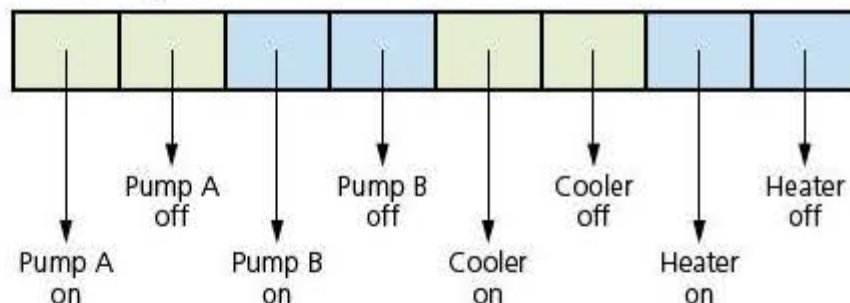 Pump A
off
Pump B
off
Cooler
off
Heater
off
Pump A
on
Pump B
on
Cooler
on
Heater
on